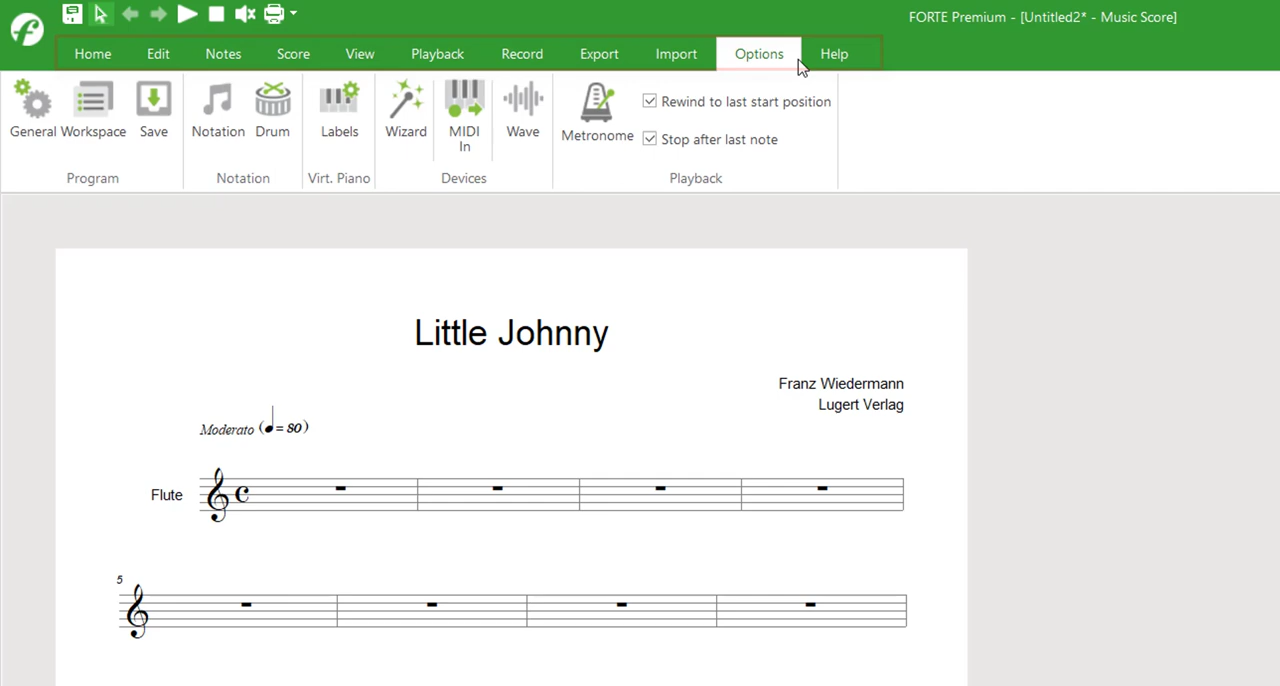 FORTE Premium - [Untitled2* - Music Score]
Home Edit Notes Score View Playback Record Export Import Options Help
General Workspace Save Notation Drum Labels Wizard MIDI In Wave Metronome
Rewind to last start position
Stop after last note
Program Notation Virt. Piano Devices Playback
Little Johnny
Franz Wiedermann
Lugert Verlag
Moderato (♩= 80)
Flute
5